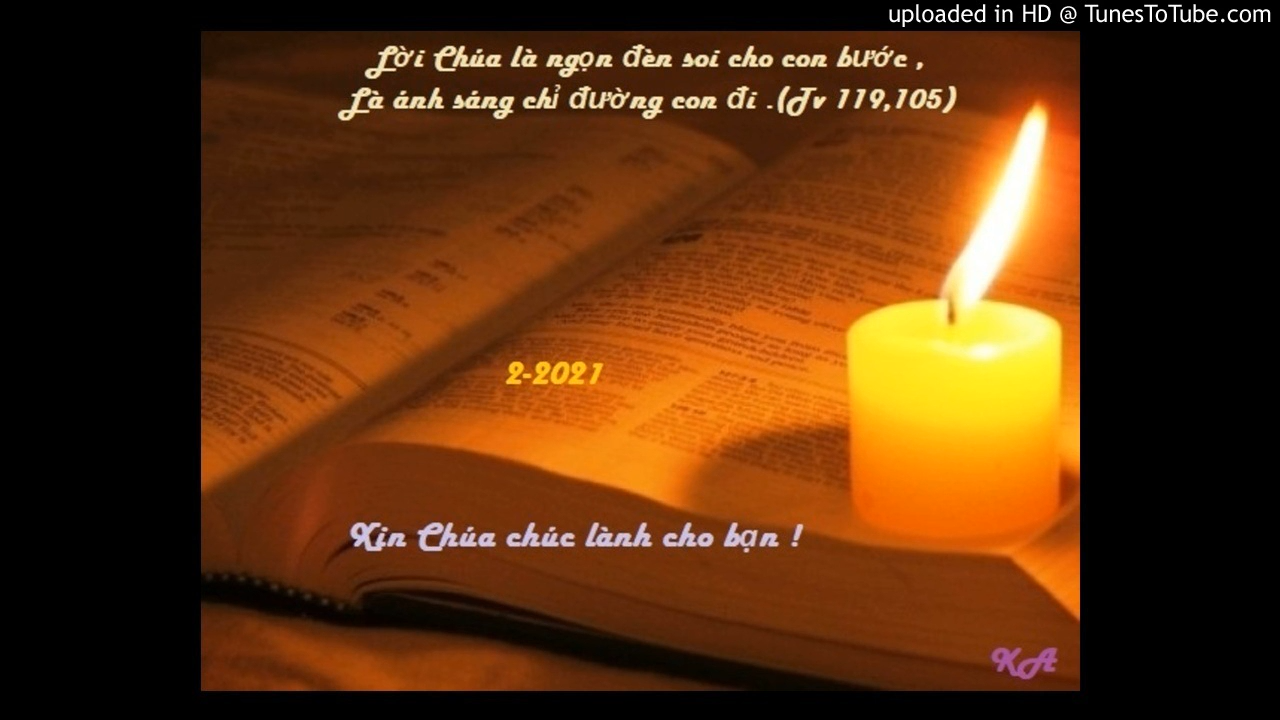 uploaded in HD @ TunesToTube.com
Lời Chúa là ngọn đèn soi cho con bước ,
Là ánh sáng chỉ đường con đi .(Tv 119,105)
2-2021
Xin Chúa chúc lành cho bạn !
KA